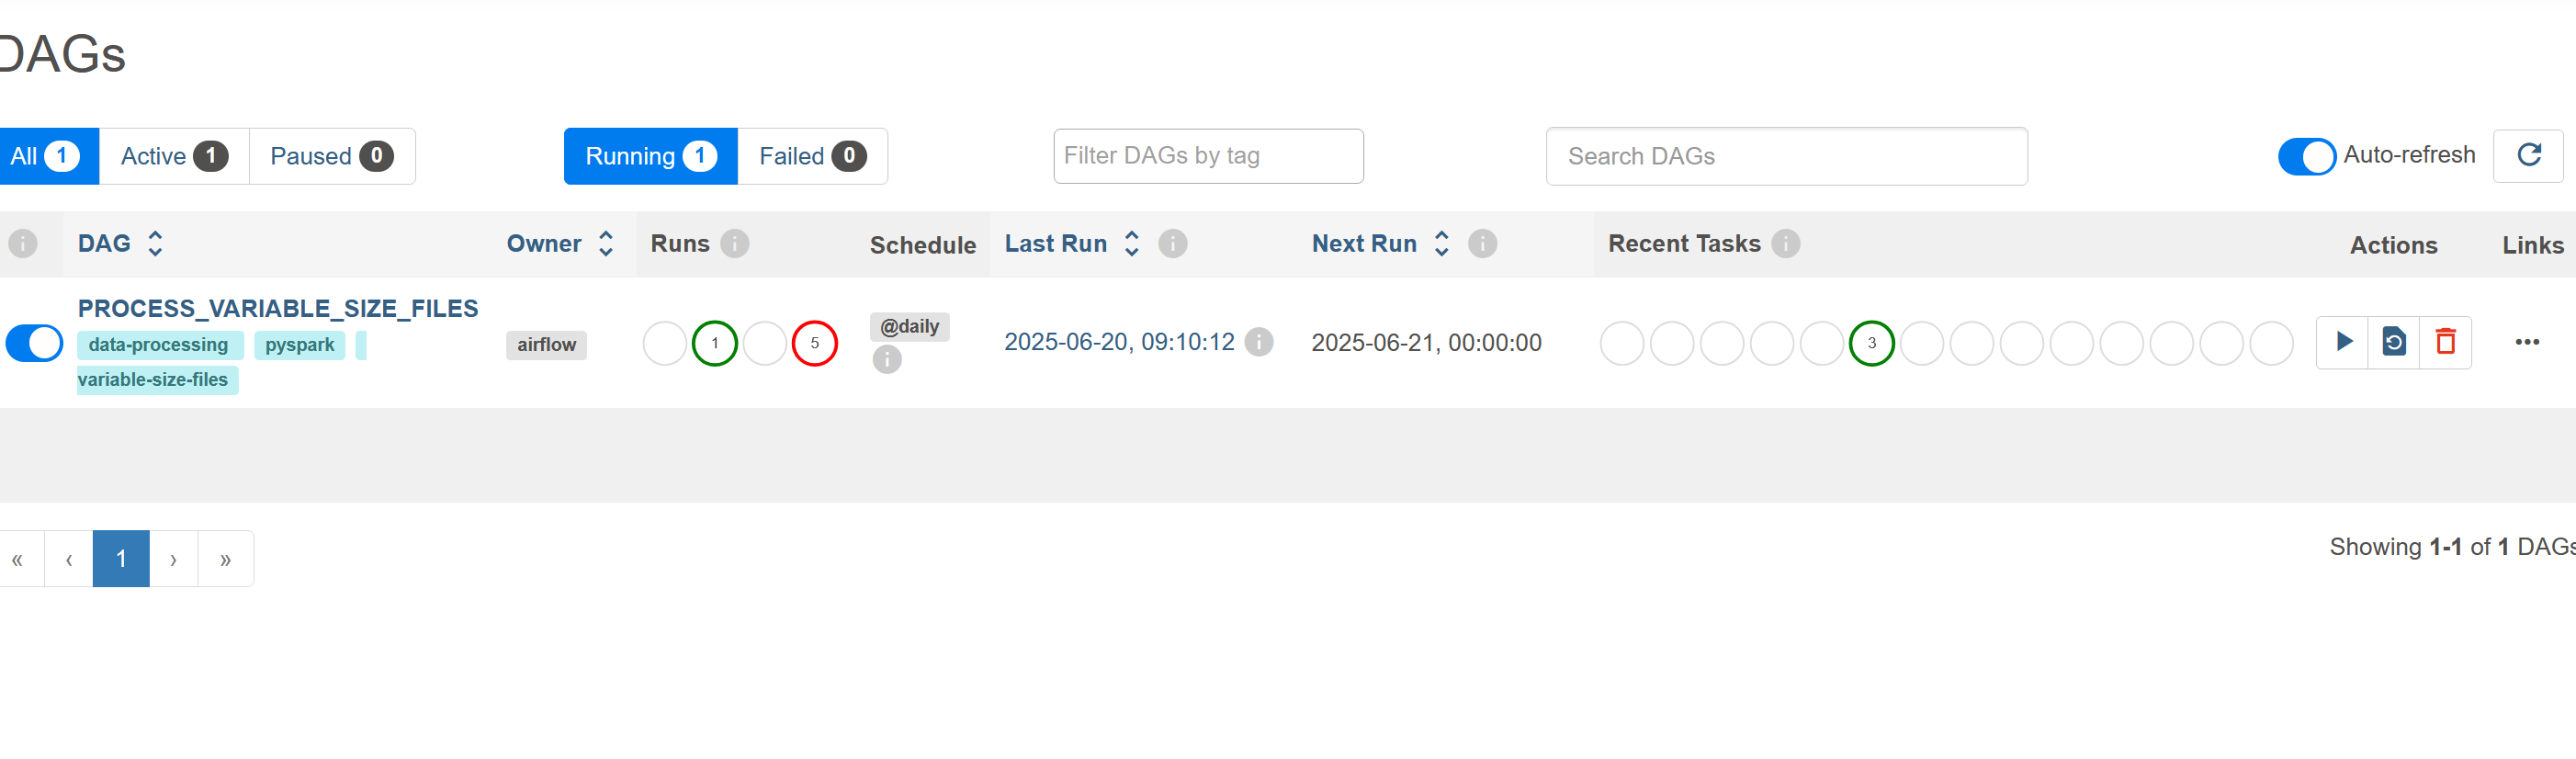 DAGs
All 1 Active 1 Paused 0 Running 1 Failed 0 Filter DAGs by tag Search DAGs Auto-refresh
i DAG Owner Runs i Schedule Last Run i Next Run i Recent Tasks i Actions Links
PROCESS_VARIABLE_SIZE_FILES
data-processing pyspark
variable-size-files
airflow
1 5
@daily
i
2025-06-20, 09:10:12 i
2025-06-21, 00:00:00
3
•••
« ‹ 1 › »
Showing 1-1 of 1 DAGs